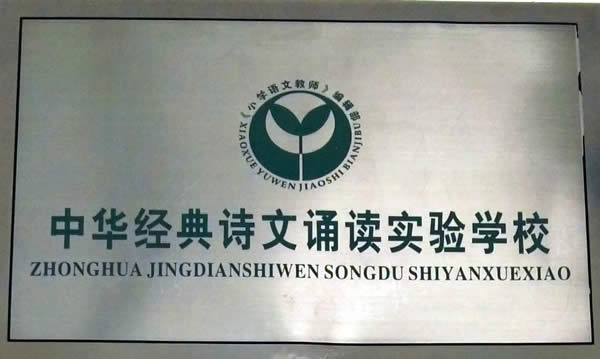 《小学语文教师》编辑部
XIAOXUE YUWEN JIAOSHI BIANJIBU
中华经典诗文诵读实验学校
ZHONGHUA JINGDIANSHIWEN SONGDU SHIYANXUEXIAO